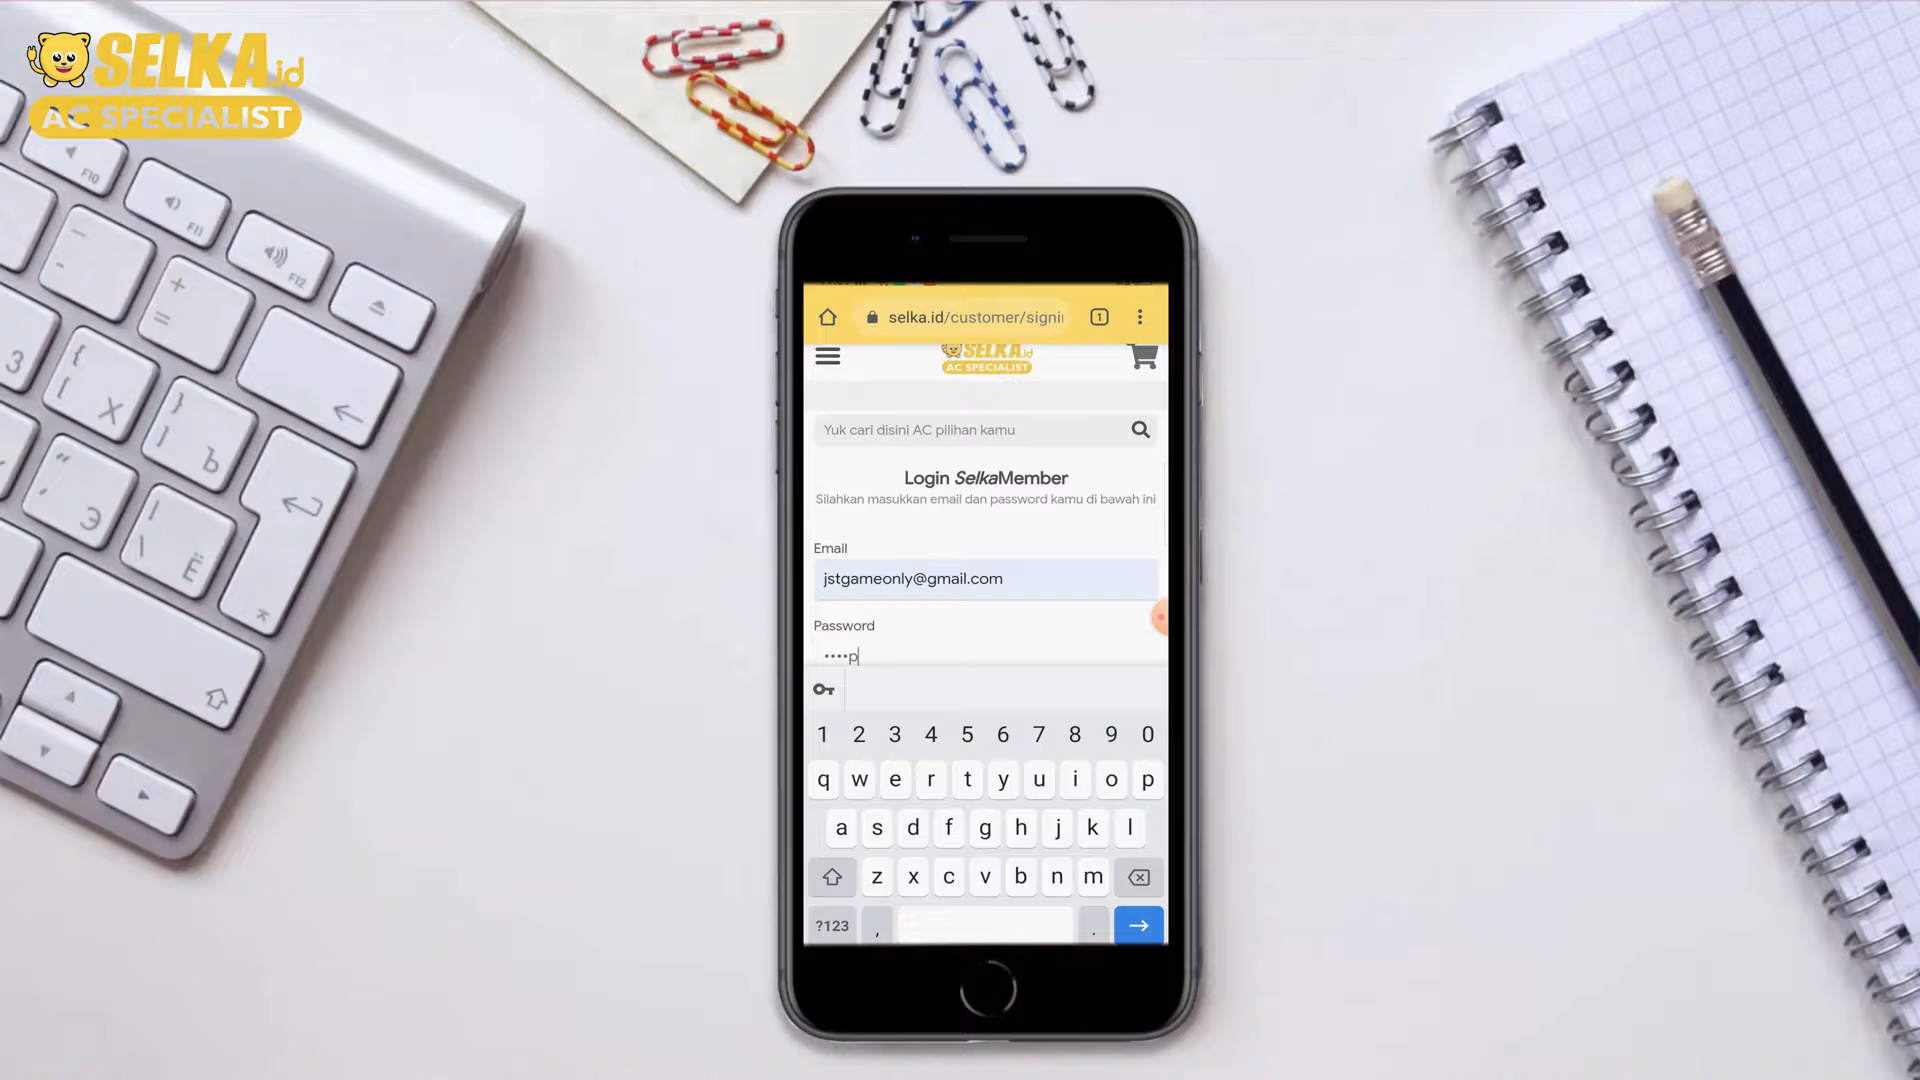 SELKA.id
AC SPECIALIST
F10
F11
F12
selka.id/customer/signi
1
SELKA.id
AC SPECIALIST
Yuk cari disini AC pilihan kamu
Login SelkaMember
Silahkan masukkan email dan password kamu di bawah ini
Email
jstgameonly@gmail.com
Password
••••p
1 2 3 4 5 6 7 8 9 0
q w e r t y u i o p
a s d f g h j k l
z x c v b n m
?123 , .
3
- _
+ =
{ [ Х
} ] Ъ
" ' Э
| \ Ё